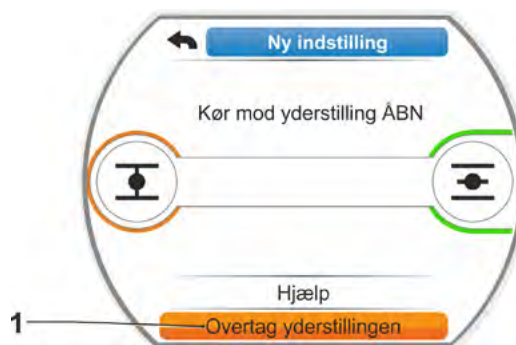 Ny indstilling
Kør mod yderstilling ÅBN
Hjælp
1
Overtag yderstillingen